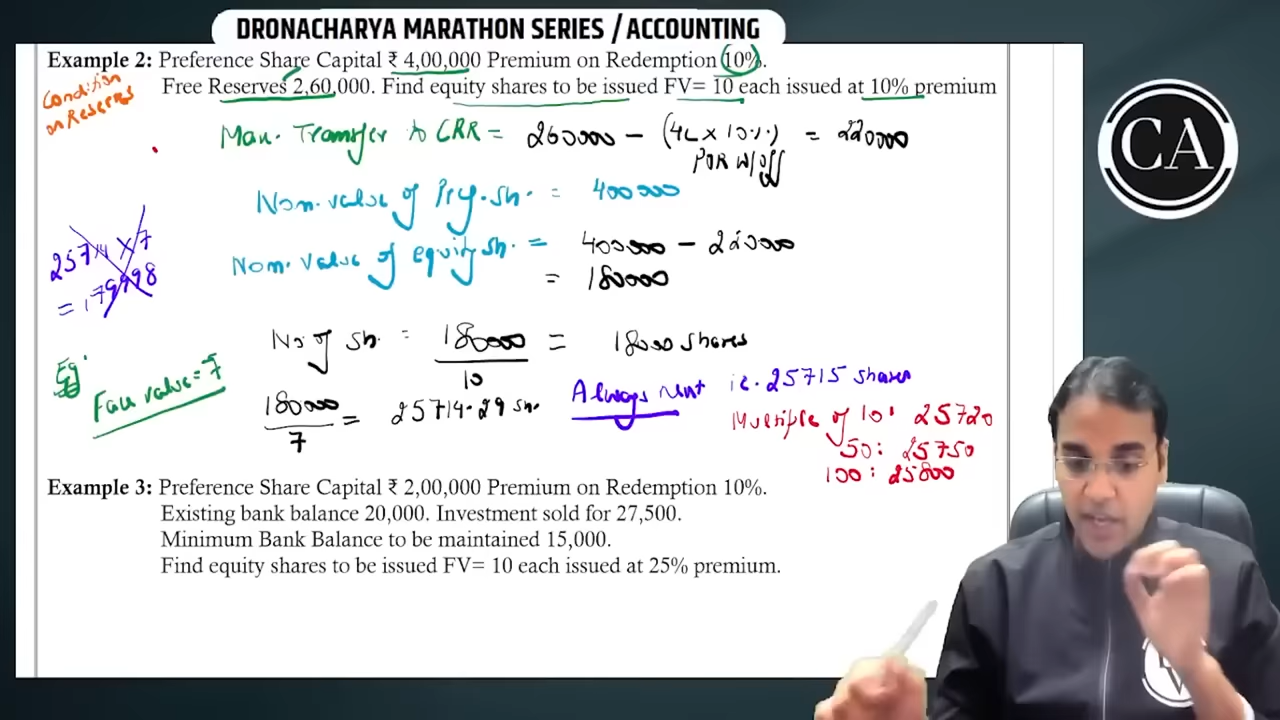 DRONACHARYA MARATHON SERIES / ACCOUNTING
Example 2: Preference Share Capital ₹ 4,00,000 Premium on Redemption 10%.
Free Reserves 2,60,000. Find equity shares to be issued FV= 10 each issued at 10% premium
Condition
on Reserves
Max. Transfer to CRR = 260000 - (4L x 10%) = 220000
POR W/off
Nom. value of Pref. sh. = 400000
Nom. value of equity sh. = 400000 - 220000
= 180000
25714 x 7
= 179998
No. of sh. = 180000 / 10 = 18000 shares
Eg:
Face value = 7
180000 / 7 = 25714.29 sh.
Always next i.e. 25715 shares
Multiple of 10: 25720
50: 25750
100: 25800
Example 3: Preference Share Capital ₹ 2,00,000 Premium on Redemption 10%.
Existing bank balance 20,000. Investment sold for 27,500.
Minimum Bank Balance to be maintained 15,000.
Find equity shares to be issued FV= 10 each issued at 25% premium.
CA